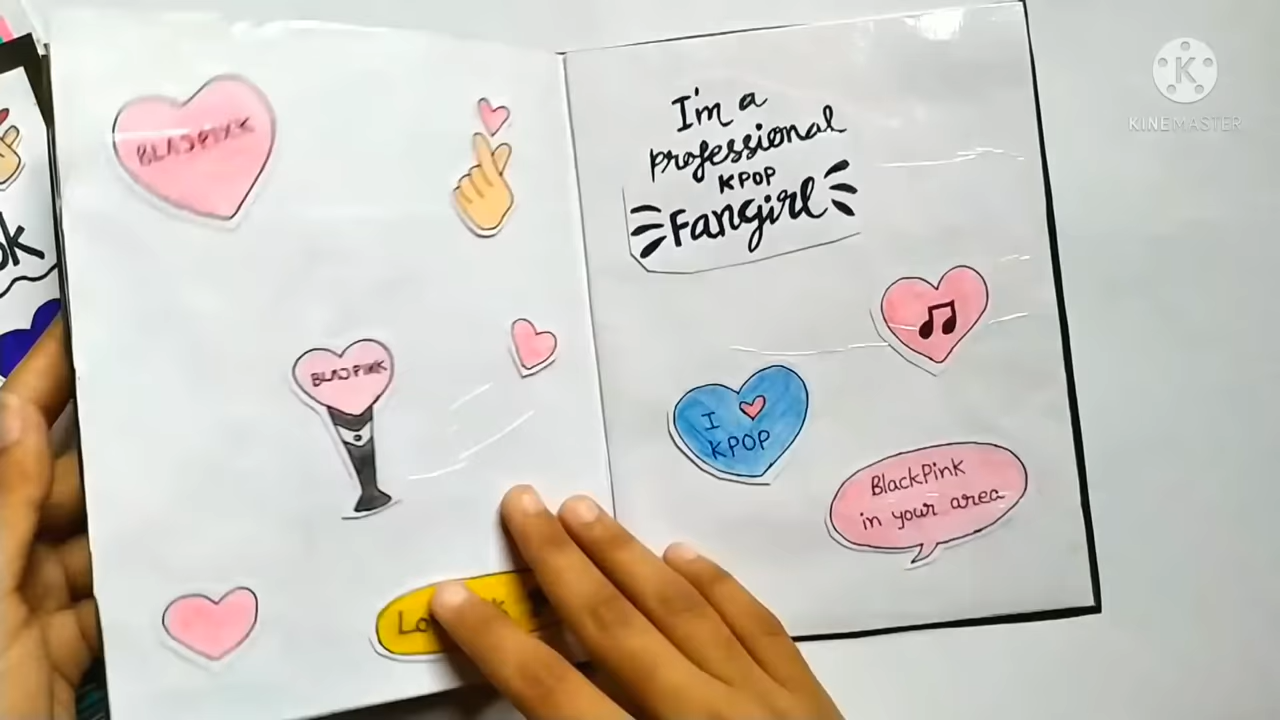 BLACKPINK
I'm a
professional
KPOP
Fangirl
BLACKPINK
I
KPOP
BlackPink
in your area
KINEMASTER